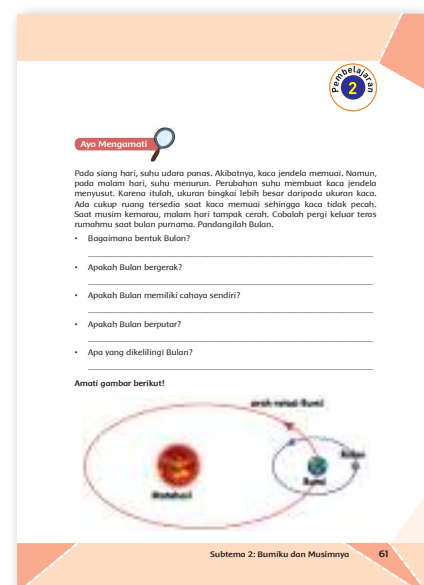 Pembelajaran
2
Ayo Mengamati
Pada siang hari, suhu udara panas. Akibatnya, kaca jendela memuai. Namun,
pada malam hari, suhu menurun. Perubahan suhu membuat kaca jendela
menyusut. Karena itulah, ukuran bingkai lebih besar daripada ukuran kaca.
Ada cukup ruang tersedia saat kaca memuai sehingga kaca tidak pecah.
Saat musim kemarau, malam hari tampak cerah. Cobalah pergi keluar teras
rumahmu saat bulan purnama. Pandangilah Bulan.
• Bagaimana bentuk Bulan?
• Apakah Bulan bergerak?
• Apakah Bulan memiliki cahaya sendiri?
• Apakah Bulan berputar?
• Apa yang dikelilingi Bulan?
Amati gambar berikut!
arah rotasi Bumi
Bulan
Bumi
Matahari
Subtema 2: Bumiku dan Musimnya 61